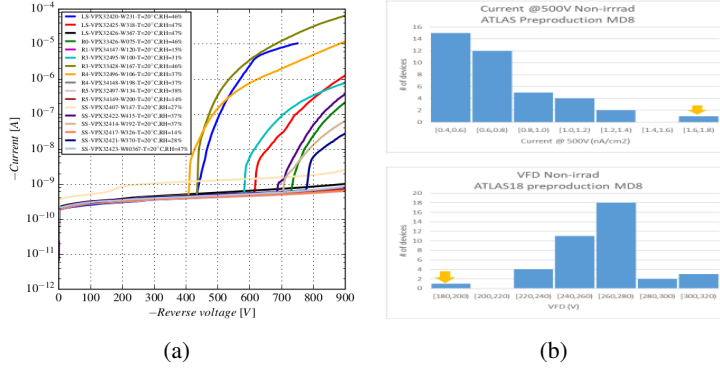 10⁻⁴
10⁻⁵
10⁻⁶
10⁻⁷
10⁻⁸
10⁻⁹
10⁻¹⁰
10⁻¹¹
10⁻¹²
−Current [A]
LS-VPX32420-W231-T=20°C,RH=46%
LS-VPX32425-W318-T=20°C,RH=47%
LS-VPX32426-W367-T=20°C,RH=47%
R0-VPX33426-W075-T=20°C,RH=46%
R1-VPX34147-W120-T=20°C,RH=15%
R3-VPX32495-W100-T=20°C,RH=31%
R3-VPX33428-W167-T=20°C,RH=46%
R4-VPX32496-W106-T=20°C,RH=37%
R4-VPX34148-W198-T=20°C,RH=37%
R5-VPX32497-W134-T=20°C,RH=38%
R5-VPX34149-W200-T=20°C,RH=14%
SS-VPX32407-W147-T=20°C,RH=27%
SS-VPX32422-W415-T=20°C,RH=37%
SS-VPX32414-W192-T=20°C,RH=37%
SS-VPX32417-W326-T=20°C,RH=14%
SS-VPX32421-W370-T=20°C,RH=28%
SS-VPX32423-W80367-T=20°C,RH=47%
0 100 200 300 400 500 600 700 800 900
−Reverse voltage [V]
(a)
Current @500V Non-irrrad
ATLAS Preproduction MD8
# of devices
16
14
12
10
8
6
4
2
0
[0.4,0.6) [0.6,0.8) [0.8,1.0) [1.0,1.2) [1.2,1.4) [1.4,1.6) [1.6,1.8)
Current @ 500V (nA/cm2)
VFD Non-irrad
ATLAS18 preproduction MD8
# of devices
20
18
16
14
12
10
8
6
4
2
0
[180,200) [200,220) [220,240) [240,260) [260,280) [280,300) [300,320)
VFD (V)
(b)